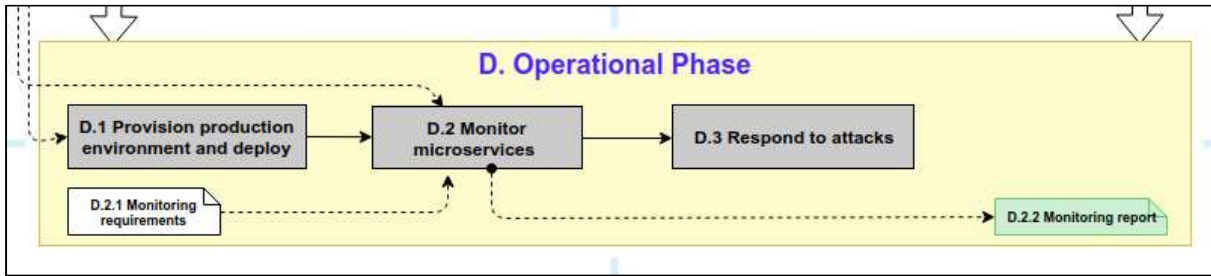 D. Operational Phase
D.1 Provision production
environment and deploy
D.2 Monitor
microservices
D.3 Respond to attacks
D.2.1 Monitoring
requirements
D.2.2 Monitoring report